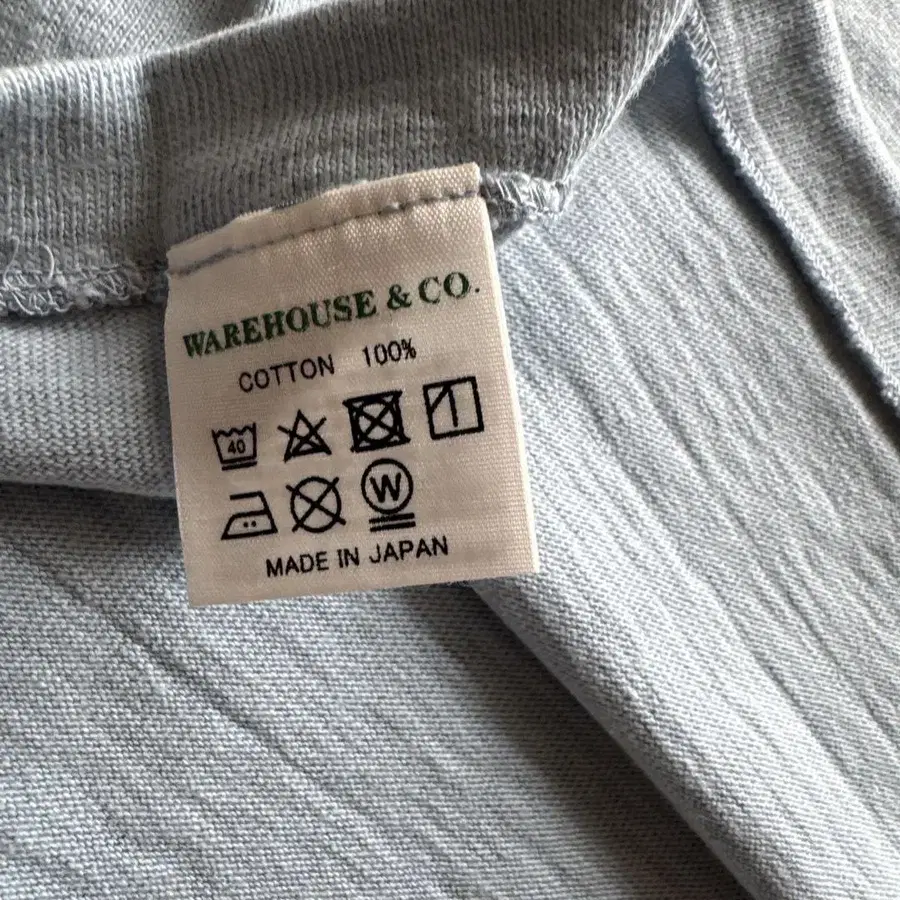 WAREHOUSE & CO.
COTTON 100%
40
W
MADE IN JAPAN